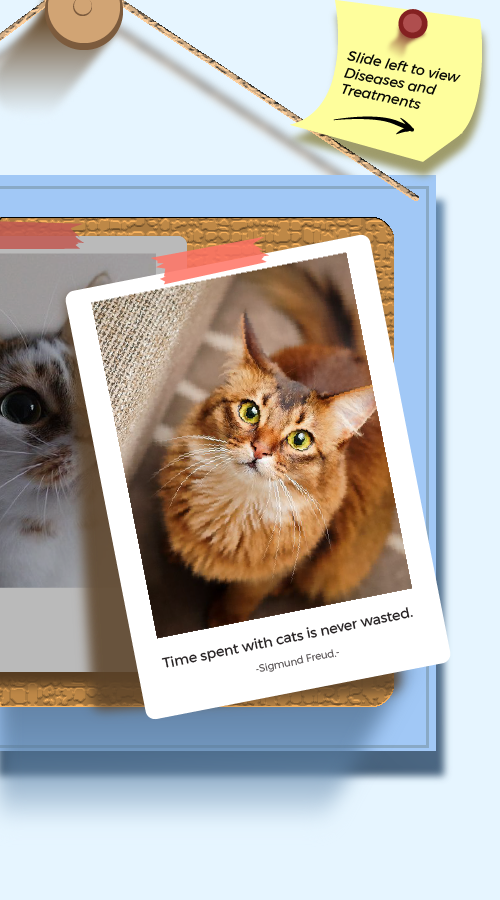 Slide left to view
Diseases and
Treatments
Time spent with cats is never wasted.
-Sigmund Freud.-